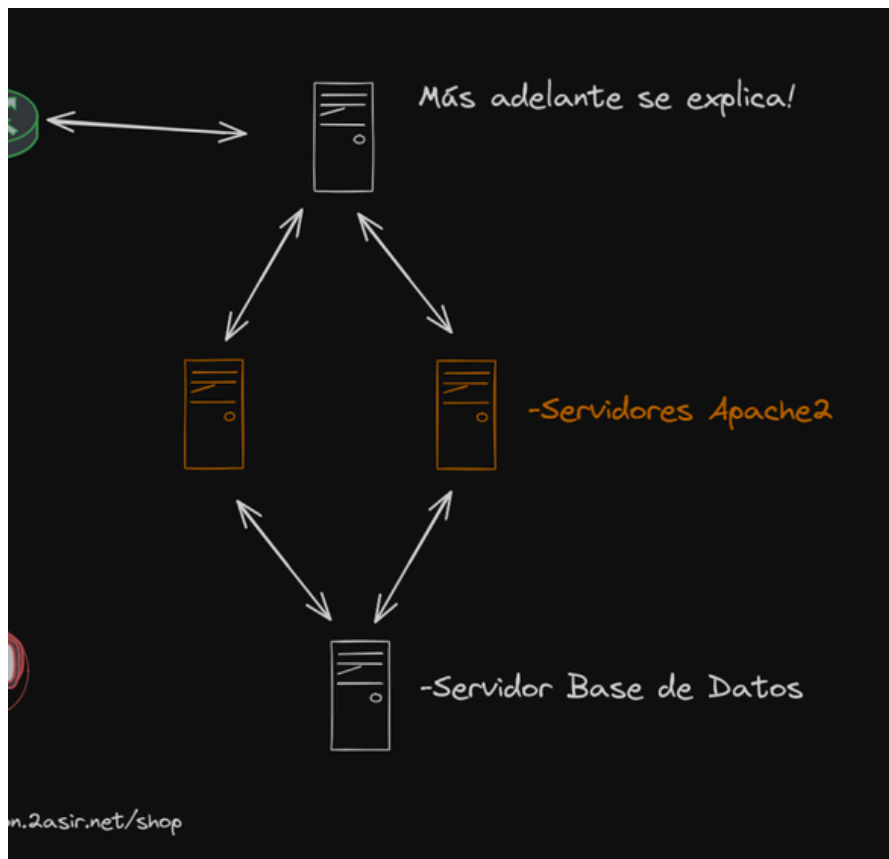 Más adelante se explica!
-Servidores Apache2
-Servidor Base de Datos
n.2asir.net/shop